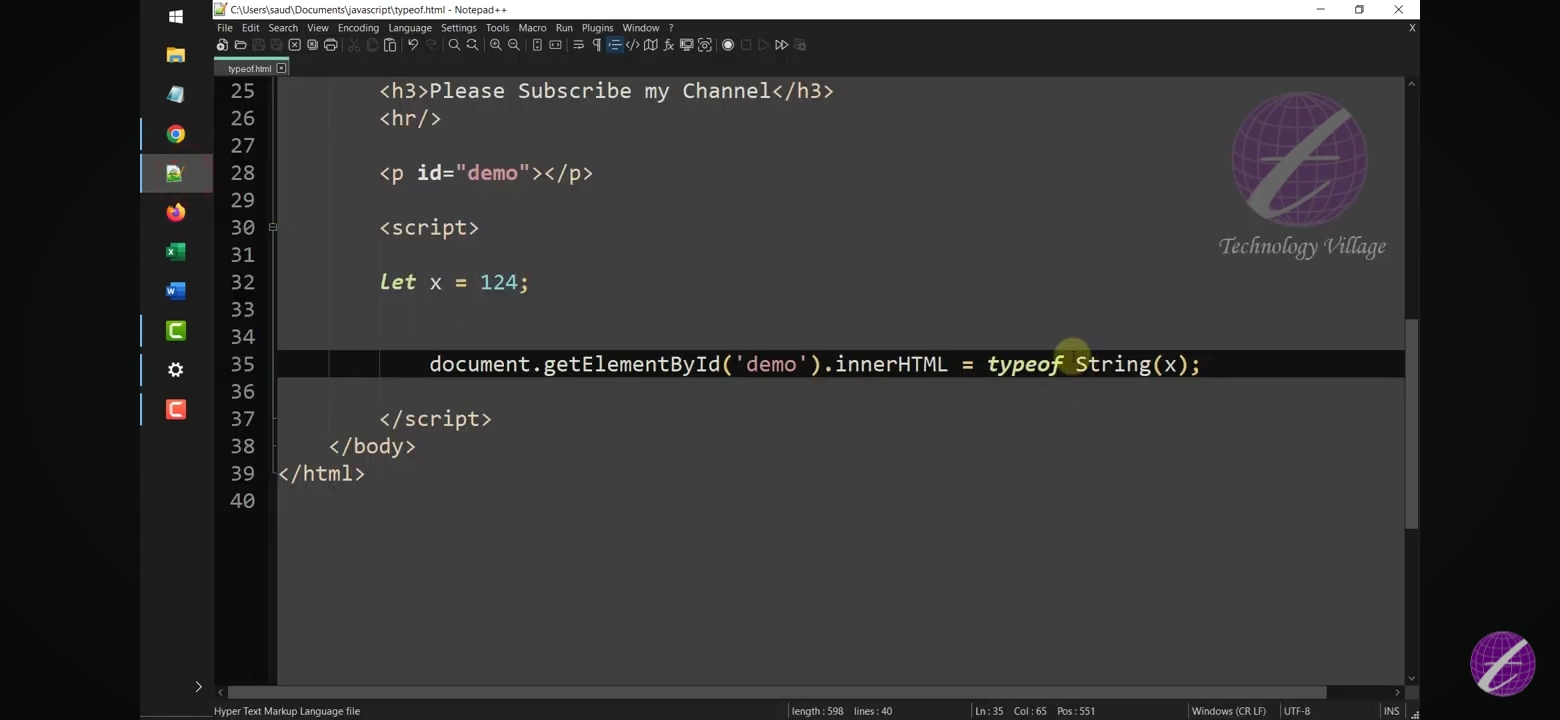 C:\Users\saud\Documents\javascript\typeof.html - Notepad++
File Edit Search View Encoding Language Settings Tools Macro Run Plugins Window ? X
typeof.html
25 <h3>Please Subscribe my Channel</h3>
26 <hr/>
27
28 <p id="demo"></p>
29
30 <script>
31
32 let x = 124;
33
34
35 document.getElementById('demo').innerHTML = typeof String(x);
36
37 </script>
38 </body>
39 </html>
40
Technology Village
Hyper Text Markup Language file length : 598 lines : 40 Ln : 35 Col : 65 Pos : 551 Windows (CR LF) UTF-8 INS